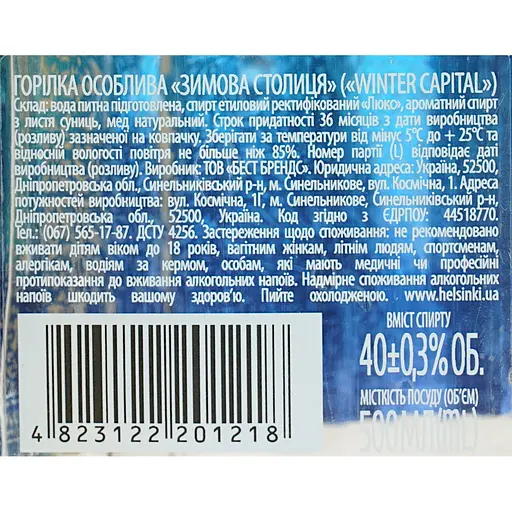 ГОРІЛКА ОСОБЛИВА «ЗИМОВА СТОЛИЦЯ» («WINTER CAPITAL»)
Склад: вода питна підготовлена, спирт етиловий ректифікований «Люкс», ароматний спирт
з листя суниць, мед натуральний. Строк придатності 36 місяців з дати виробництва
(розливу) зазначеної на ковпачку. Зберігати за температури від мінус 5°С до + 25°С та
відносній вологості повітря не більше ніж 85%. Номер партії (L) відповідає даті
виробництва (розливу). Виробник: ТОВ «БЕСТ БРЕНДС». Юридична адреса: Україна, 52500,
Дніпропетровська обл., Синельниківський р-н, м. Синельникове, вул. Космічна, 1. Адреса
потужностей виробництва: вул. Космічна, 1Г, м. Синельникове, Синельниківський р-н,
Дніпропетровська обл., 52500, Україна. Код згідно з ЄДРПОУ: 44518770.
Тел.: (067) 565-17-87. ДСТУ 4256. Застереження щодо споживання: не рекомендовано
вживати дітям віком до 18 років, вагітним жінкам, літнім людям, спортсменам,
алергікам, водіям за кермом, особам, які мають медичні чи професійні
протипоказання до вживання алкогольних напоїв. Надмірне споживання алкогольних
напоїв шкодить вашому здоров'ю. Пийте охолодженою. www.helsinki.ua
ВМІСТ СПИРТУ
40±0,3% ОБ.
МІСТКІСТЬ ПОСУДУ (ОБ'ЄМ)
500МЛ(mL)
4 823122 201218